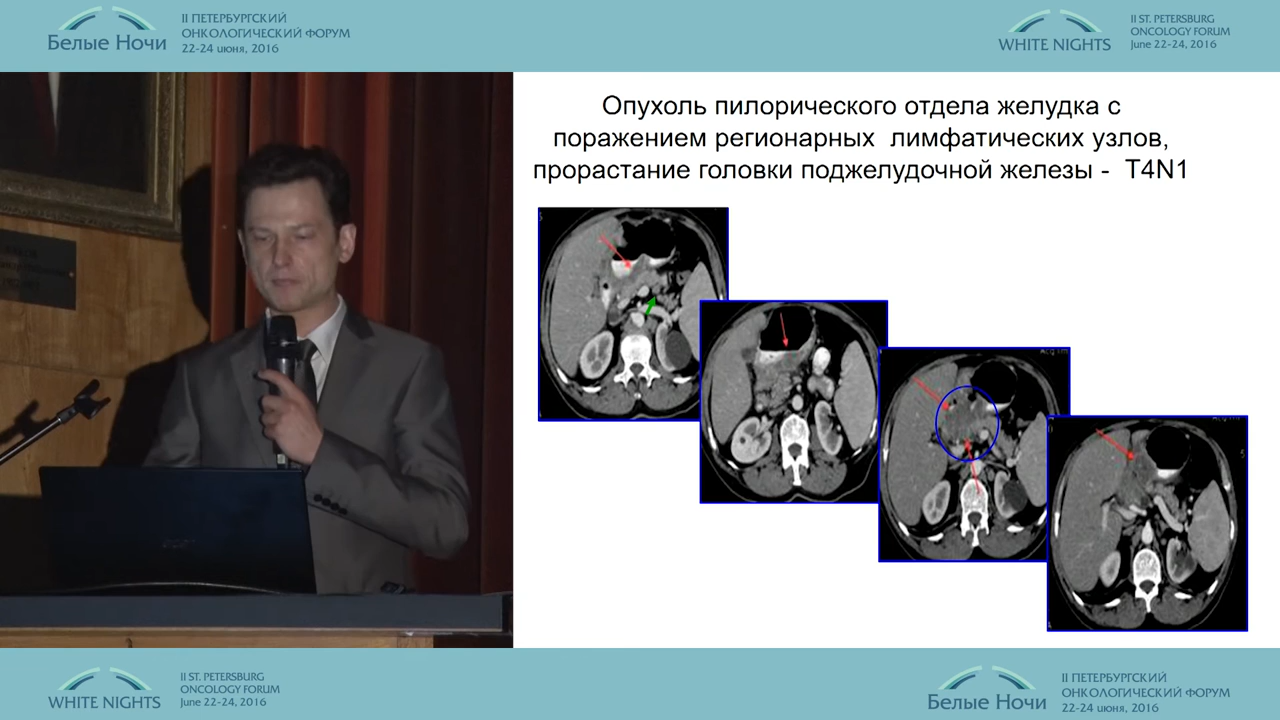 Белые Ночи
II ПЕТЕРБУРГСКИЙ
ОНКОЛОГИЧЕСКИЙ ФОРУМ
22-24 июня, 2016
WHITE NIGHTS
II ST. PETERSBURG
ONCOLOGY FORUM
June 22-24, 2016
Опухоль пилорического отдела желудка с
поражением регионарных лимфатических узлов,
прорастание головки поджелудочной железы - T4N1
WHITE NIGHTS
II ST. PETERSBURG
ONCOLOGY FORUM
June 22-24, 2016
Белые Ночи
II ПЕТЕРБУРГСКИЙ
ОНКОЛОГИЧЕСКИЙ ФОРУМ
22-24 июня, 2016